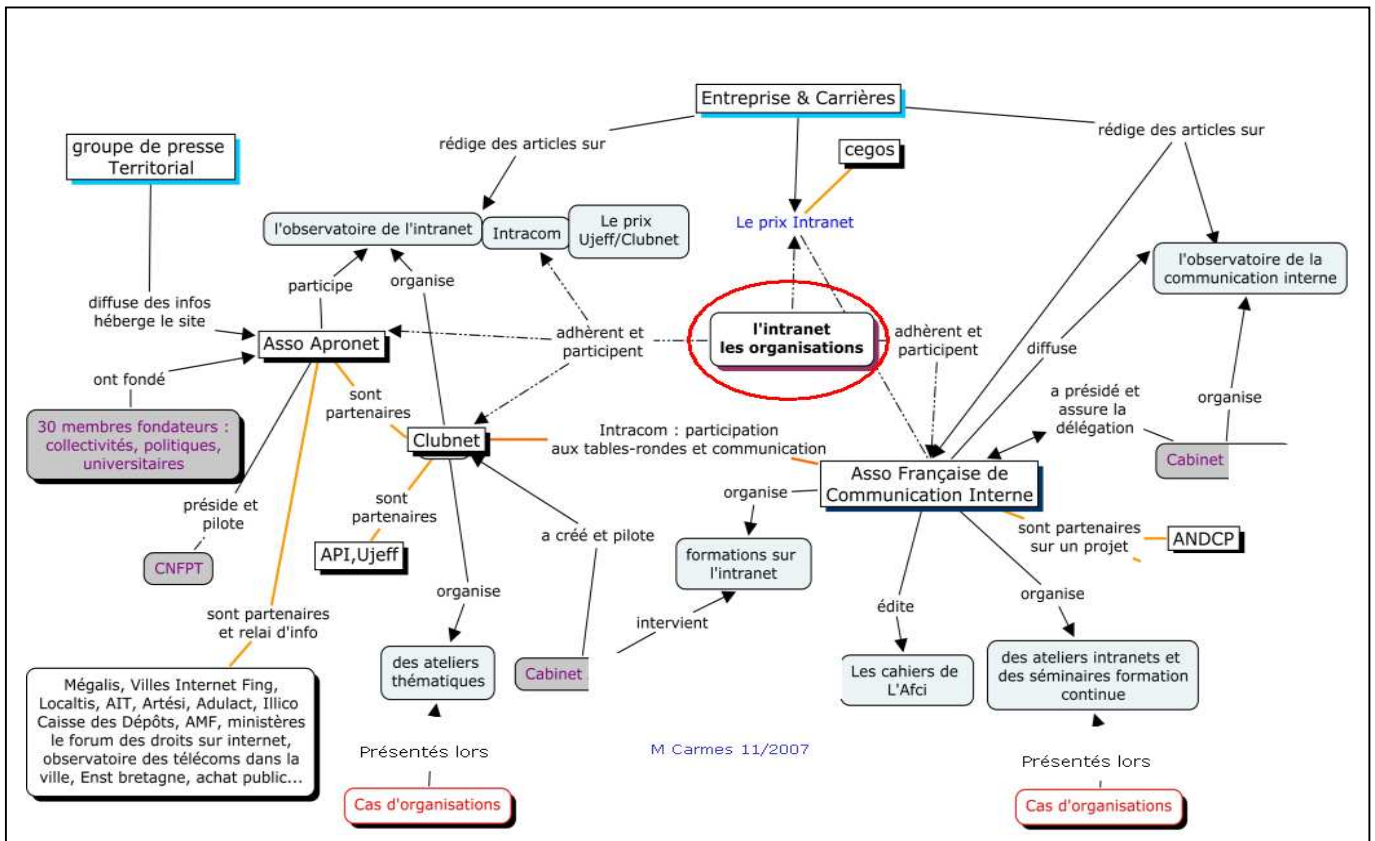 Entreprise & Carrières
rédige des articles sur
rédige des articles sur
groupe de presse
Territorial
cegos
l'observatoire de l'intranet
Intracom
Le prix
Ujeff/Clubnet
Le prix Intranet
l'observatoire de la
communication interne
participe
organise
diffuse des infos
héberge le site
Asso Apronet
adhèrent et
participent
l'intranet
les organisations
adhèrent et
participent
diffuse
ont fondé
sont
partenaires
a présidé et
assure la
délégation
organise
30 membres fondateurs :
collectivités, politiques,
universitaires
Clubnet
Intracom : participation
aux tables-rondes et communication
Cabinet
Asso Française de
Communication Interne
préside et
pilote
sont
partenaires
organise
sont partenaires
sur un projet
ANDCP
CNFPT
API,Ujeff
a créé et pilote
formations sur
l'intranet
organise
édite
organise
sont partenaires
et relai d'info
intervient
des ateliers
thématiques
Cabinet
Les cahiers de
L'Afci
des ateliers intranets et
des séminaires formation
continue
Mégalis, Villes Internet Fing,
Localtis, AIT, Artési, Adulact, Illico
Caisse des Dépôts, AMF, ministères
le forum des droits sur internet,
observatoire des télécoms dans la
ville, Enst bretagne, achat public...
Présentés lors
M Carmes 11/2007
Présentés lors
Cas d'organisations
Cas d'organisations